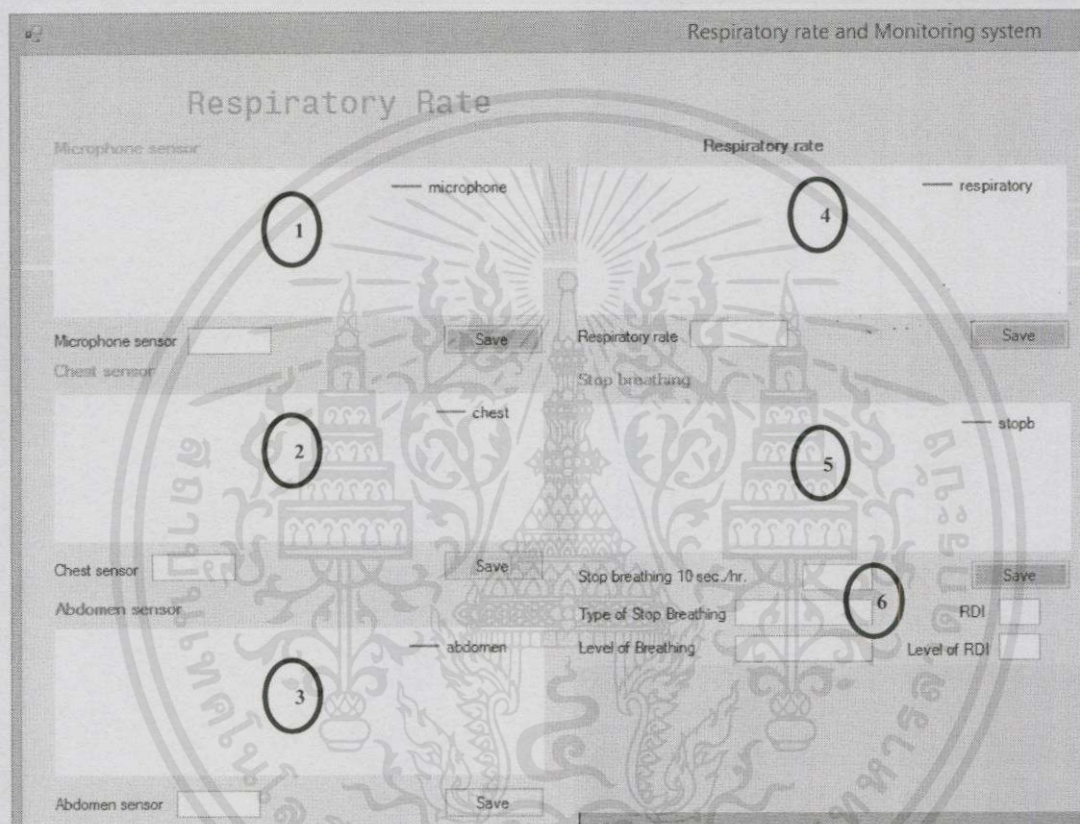 Respiratory rate and Monitoring system
Respiratory Rate
Microphone sensor
microphone
1
Microphone sensor
Save
Chest sensor
chest
2
Chest sensor
Save
Abdomen sensor
abdomen
3
Abdomen sensor
Save
Respiratory rate
respiratory
4
Respiratory rate
Save
Stop breathing
stopb
5
Stop breathing 10 sec./hr.
Save
6
Type of Stop Breathing
RDI
Level of Breathing
Level of RDI